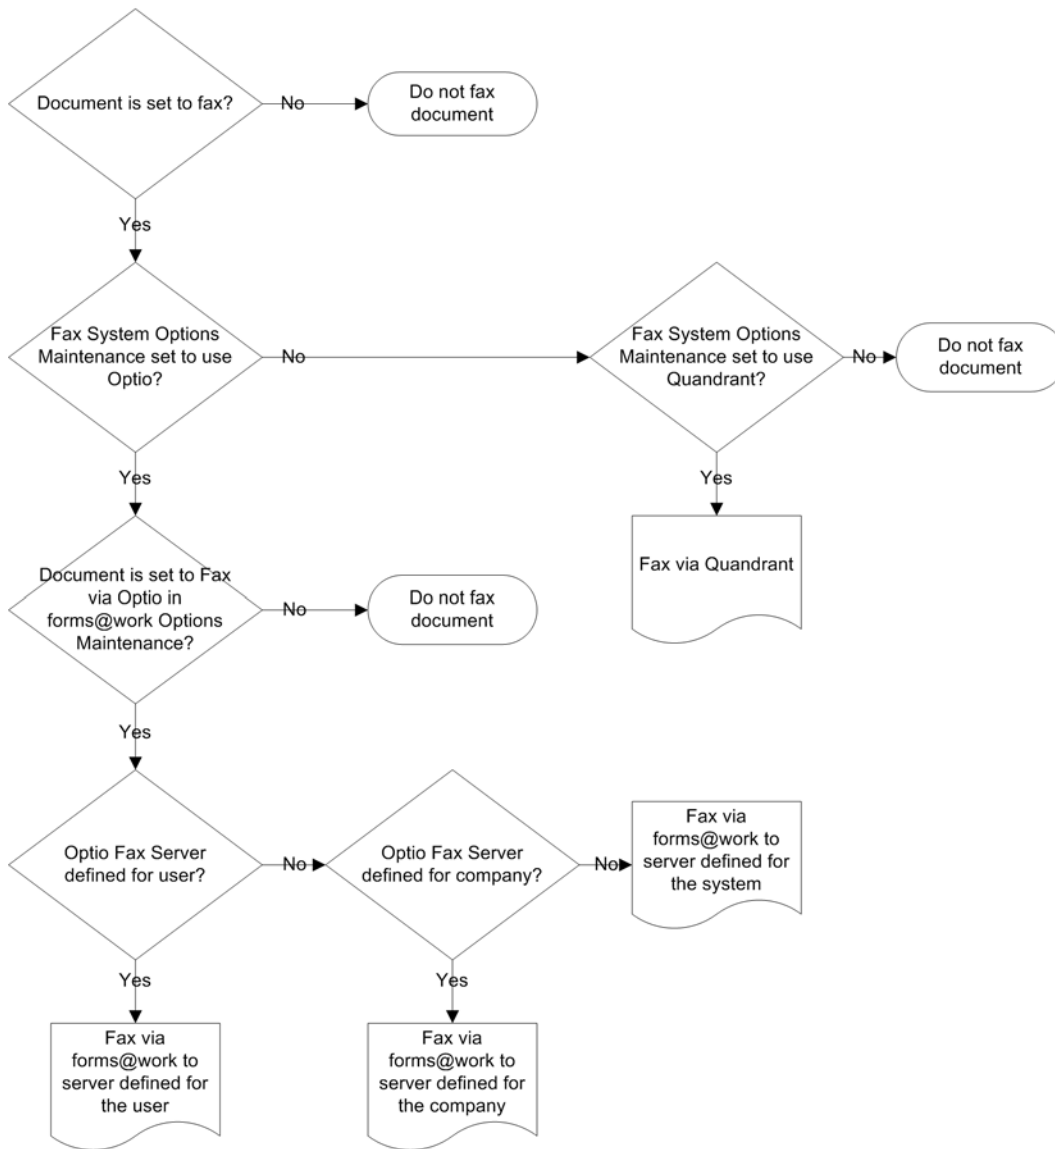 Document is set to fax?
No
Do not fax
document
Yes
Fax System Options
Maintenance set to use
Optio?
No
Fax System Options
Maintenance set to use
Quandrant?
No
Do not fax
document
Yes
Yes
Document is set to Fax
via Optio in
forms@work Options
Maintenance?
No
Do not fax
document
Fax via Quandrant
Yes
Optio Fax Server
defined for user?
No
Optio Fax Server
defined for company?
No
Fax via
forms@work to
server defined for
the system
Yes
Yes
Fax via
forms@work to
server defined for
the user
Fax via
forms@work to
server defined for
the company